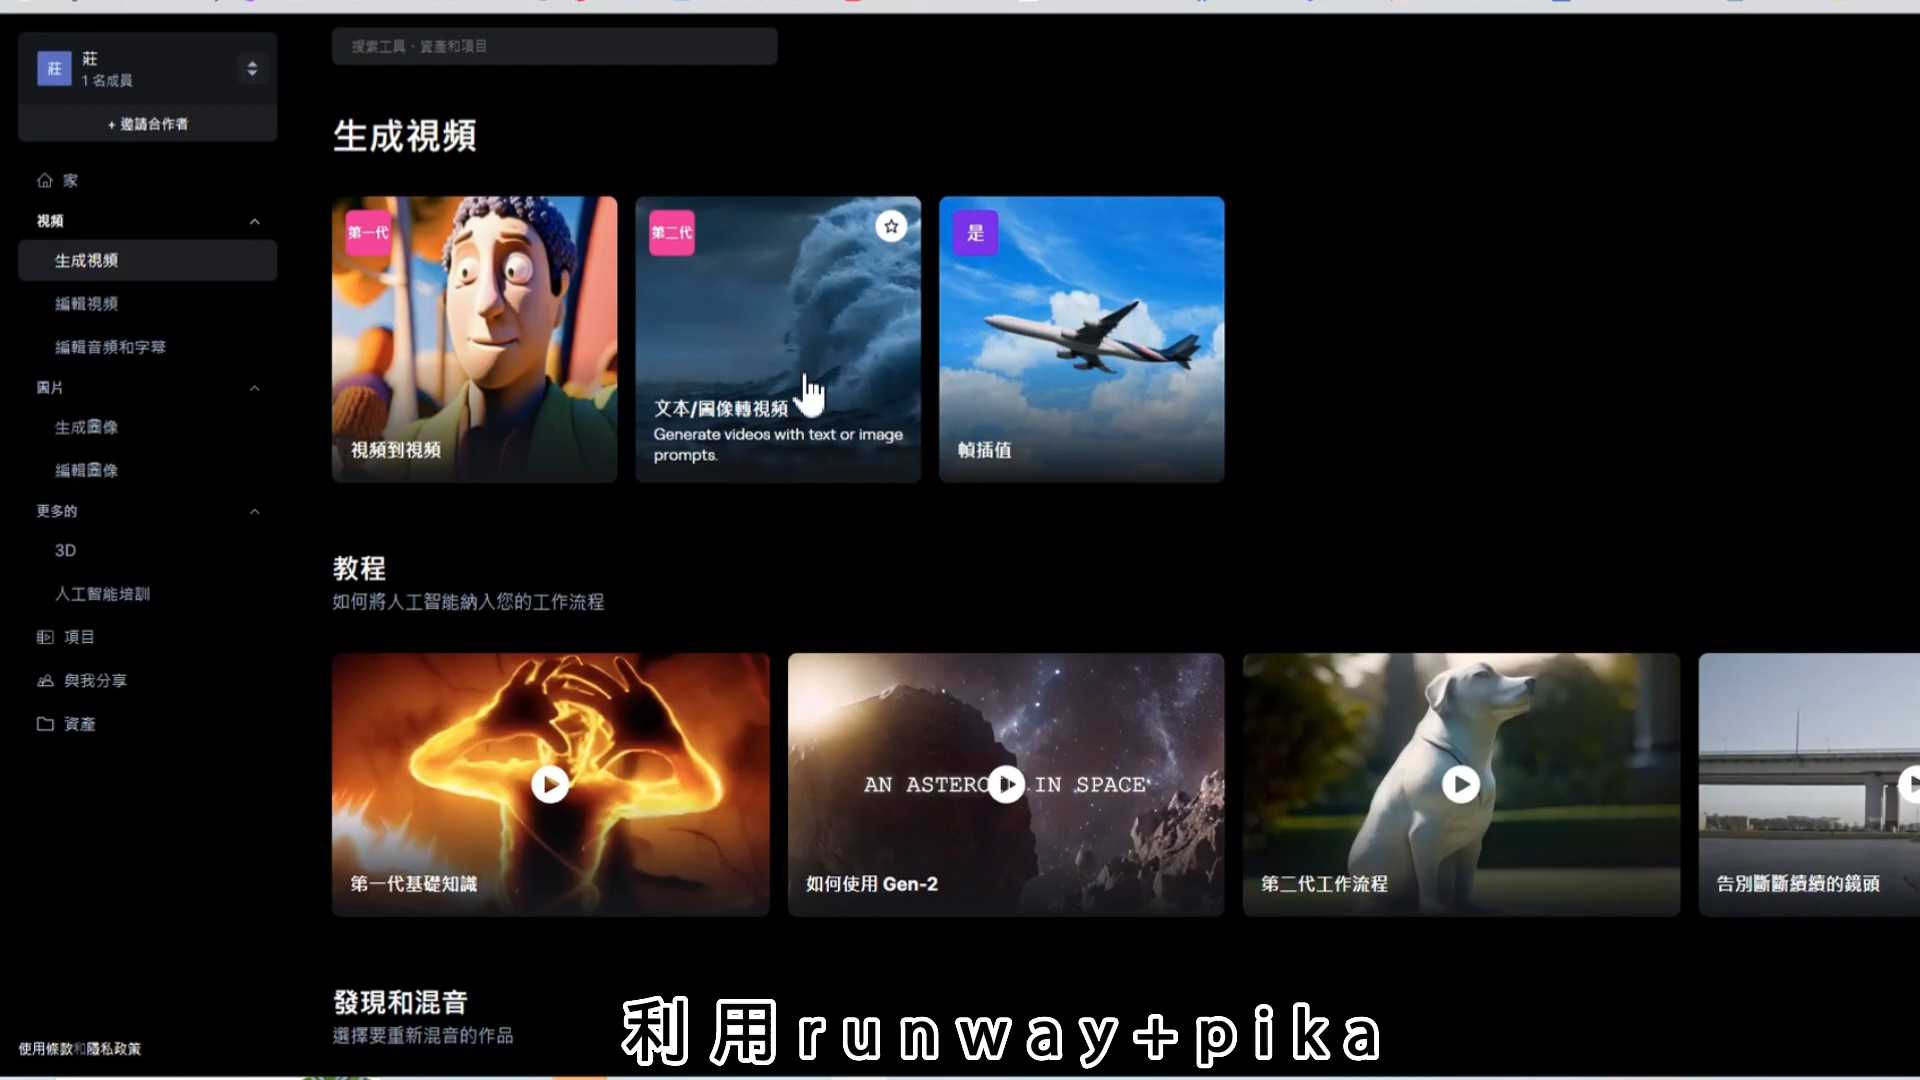 莊
莊
1 名成員
+ 邀請合作者
家
視頻
生成視頻
編輯視頻
編輯音頻和字幕
圖片
生成圖像
編輯圖像
更多的
3D
人工智能培訓
項目
與我分享
資產
使用條款和隱私政策
搜索工具、資產和項目
生成視頻
第一代
視頻到視頻
第二代
文本/圖像轉視頻
Generate videos with text or image
prompts.
是
幀插值
教程
如何將人工智能納入您的工作流程
第一代基礎知識
AN ASTERO IN SPACE
如何使用 Gen-2
第二代工作流程
告別斷斷續續的鏡頭
發現和混音
選擇要重新混音的作品
利用runway+pika